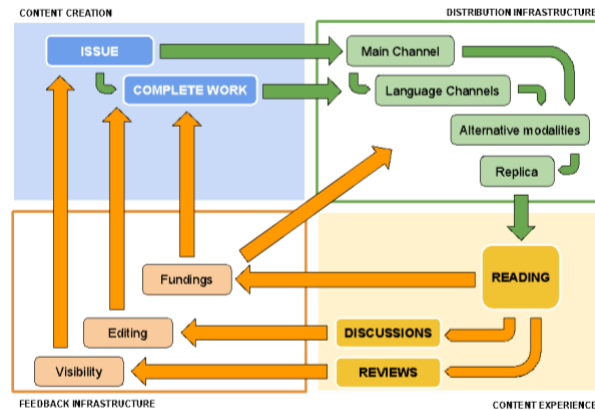 CONTENT CREATION
DISTRIBUTION INFRASTRUCTURE
ISSUE
Main Channel
COMPLETE WORK
Language Channels
Alternative modalities
Replica
Fundings
READING
Editing
DISCUSSIONS
Visibility
REVIEWS
FEEDBACK INFRASTRUCTURE
CONTENT EXPERIENCE